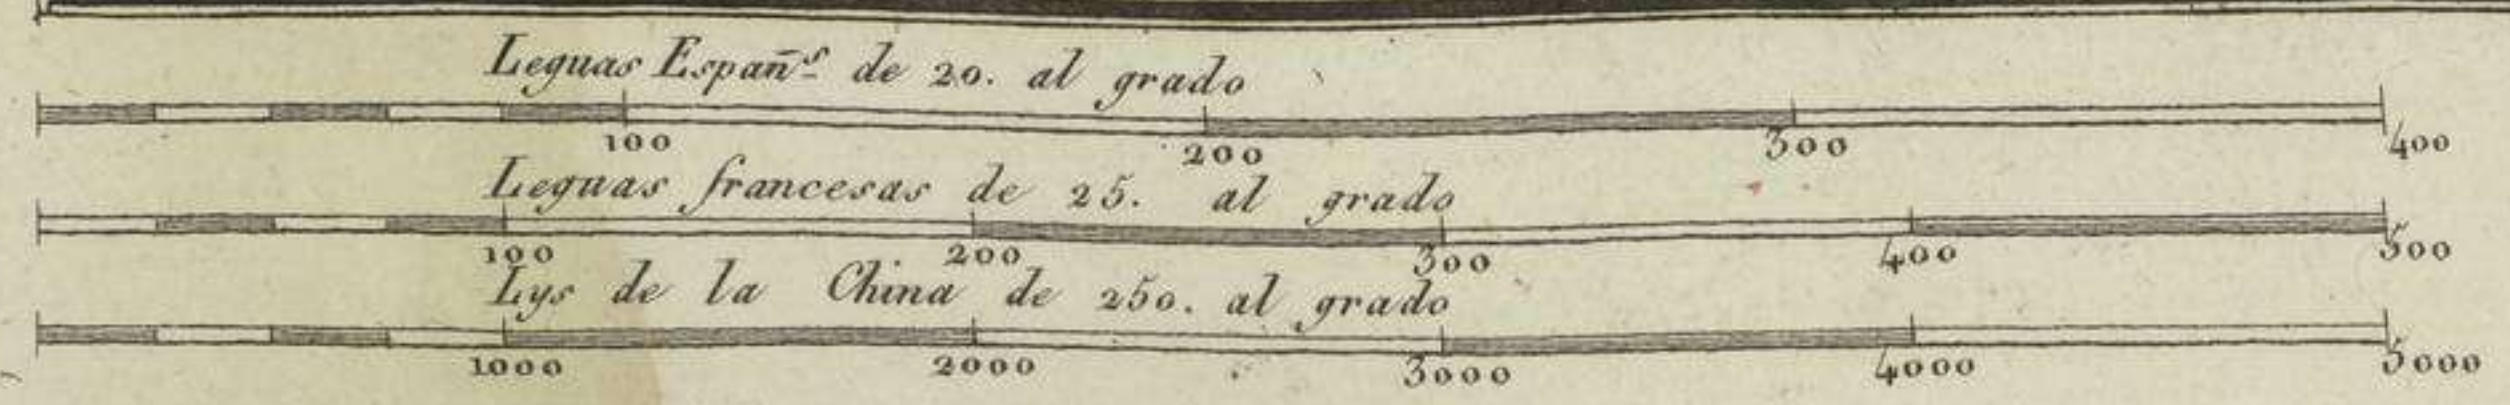 Leguas Españ.s de 20. al grado
100 200 300 400
Leguas francesas de 25. al grado
100 200 300 400 500
Lys de la China de 250. al grado
1000 2000 3000 4000 5000